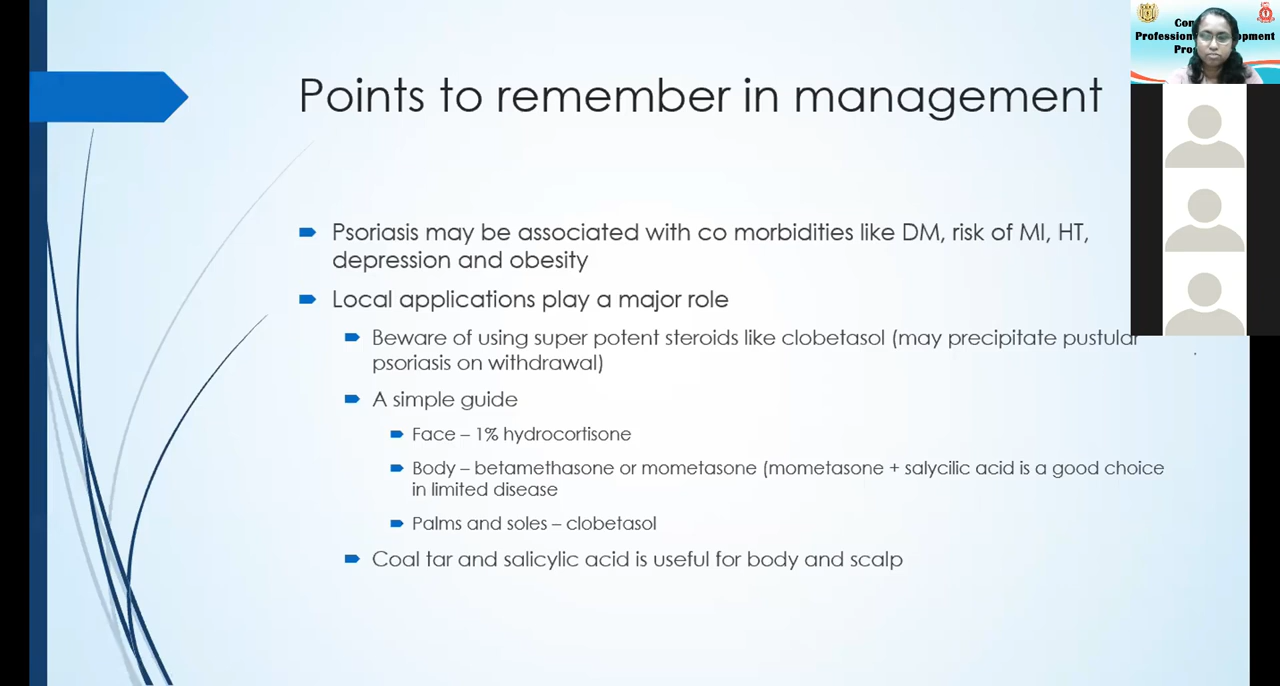 Points to remember in management
Psoriasis may be associated with co morbidities like DM, risk of MI, HT,
depression and obesity
Local applications play a major role
Beware of using super potent steroids like clobetasol (may precipitate pustular
psoriasis on withdrawal)
A simple guide
Face – 1% hydrocortisone
Body – betamethasone or mometasone (mometasone + salycilic acid is a good choice
in limited disease
Palms and soles – clobetasol
Coal tar and salicylic acid is useful for body and scalp